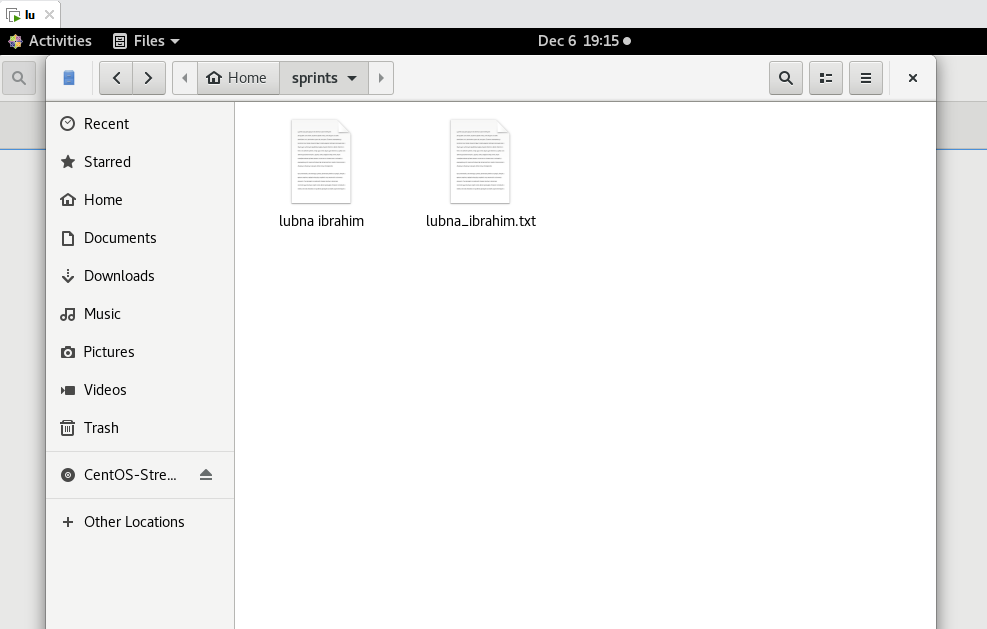 lu
Activities
Files
Dec 6 19:15
Home
sprints
Recent
Starred
Home
Documents
Downloads
Music
Pictures
Videos
Trash
CentOS-Stre...
Other Locations
lubna ibrahim
lubna_ibrahim.txt